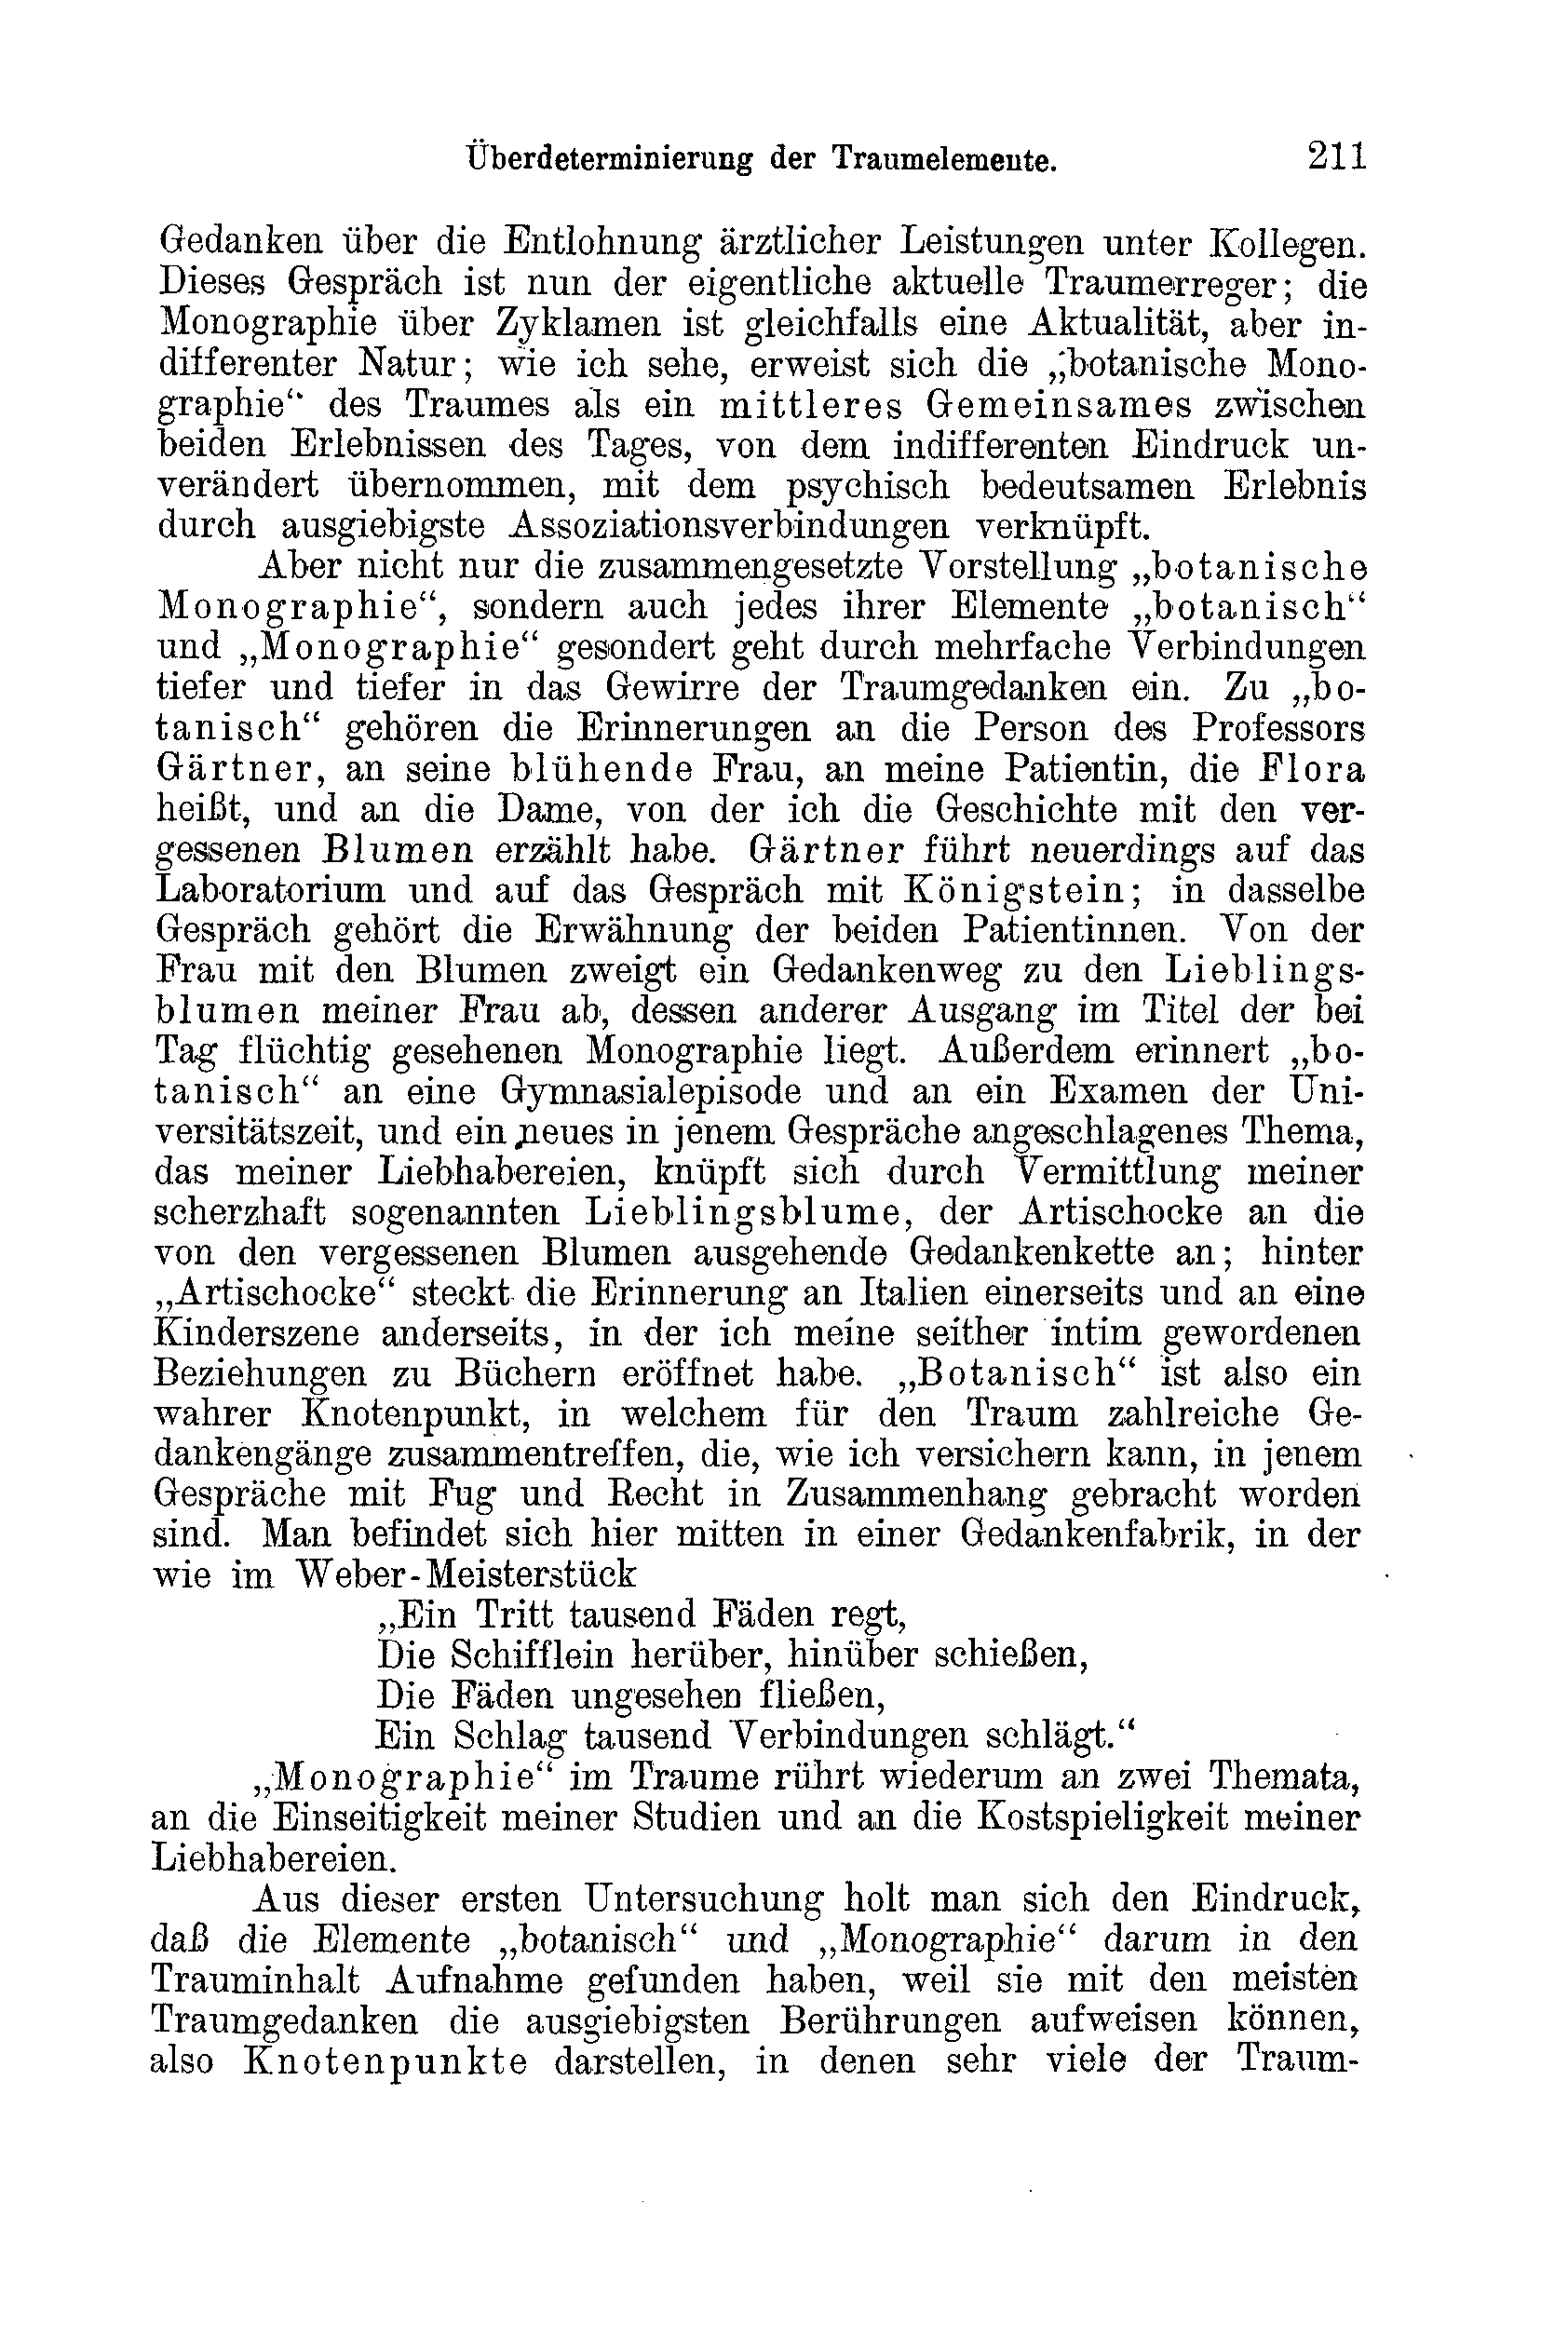 Überdeterminierung der Traumelemente. 211
Gedanken über die Entlohnung ärztlicher Leistungen unter Kollegen.
Dieses Gespräch ist nun der eigentliche aktuelle Traumerreger; die
Monographie über Zyklamen ist gleichfalls eine Aktualität, aber in-
differenter Natur; wie ich sehe, erweist sich die „botanische Mono-
graphie“ des Traumes als ein mittleres Gemeinsames zwischen
beiden Erlebnissen des Tages, von dem indifferenten Eindruck un-
verändert übernommen, mit dem psychisch bedeutsamen Erlebnis
durch ausgiebigste Assoziationsverbindungen verknüpft.
Aber nicht nur die zusammengesetzte Vorstellung „botanische
Monographie“, sondern auch jedes ihrer Elemente „botanisch“
und „Monographie“ gesondert geht durch mehrfache Verbindungen
tiefer und tiefer in das Gewirre der Traumgedanken ein. Zu „bo-
tanisch“ gehören die Erinnerungen an die Person des Professors
Gärtner, an seine blühende Frau, an meine Patientin, die Flora
heißt, und an die Dame, von der ich die Geschichte mit den ver-
gessenen Blumen erzählt habe. Gärtner führt neuerdings auf das
Laboratorium und auf das Gespräch mit Königstein; in dasselbe
Gespräch gehört die Erwähnung der beiden Patientinnen. Von der
Frau mit den Blumen zweigt ein Gedankenweg zu den Lieblings-
blumen meiner Frau ab, dessen anderer Ausgang im Titel der bei
Tag flüchtig gesehenen Monographie liegt. Außerdem erinnert „bo-
tanisch“ an eine Gymnasialepisode und an ein Examen der Uni-
versitätszeit, und ein neues in jenem Gespräche angeschlagenes Thema,
das meiner Liebhabereien, knüpft sich durch Vermittlung meiner
scherzhaft sogenannten Lieblingsblume, der Artischocke an die
von den vergessenen Blumen ausgehende Gedankenkette an; hinter
„Artischocke“ steckt die Erinnerung an Italien einerseits und an eine
Kinderszene anderseits, in der ich meine seither intim gewordenen
Beziehungen zu Büchern eröffnet habe. „Botanisch“ ist also ein
wahrer Knotenpunkt, in welchem für den Traum zahlreiche Ge-
dankengänge zusammentreffen, die, wie ich versichern kann, in jenem
Gespräche mit Fug und Recht in Zusammenhang gebracht worden
sind. Man befindet sich hier mitten in einer Gedankenfabrik, in der
wie im Weber-Meisterstück
„Ein Tritt tausend Fäden regt,
Die Schifflein herüber, hinüber schießen,
Die Fäden ungesehen fließen,
Ein Schlag tausend Verbindungen schlägt.“
„Monographie“ im Traume rührt wiederum an zwei Themata,
an die Einseitigkeit meiner Studien und an die Kostspieligkeit meiner
Liebhabereien.
Aus dieser ersten Untersuchung holt man sich den Eindruck,
daß die Elemente „botanisch“ und „Monographie“ darum in den
Trauminhalt Aufnahme gefunden haben, weil sie mit den meisten
Traumgedanken die ausgiebigsten Berührungen aufweisen können,
also Knotenpunkte darstellen, in denen sehr viele der Traum-